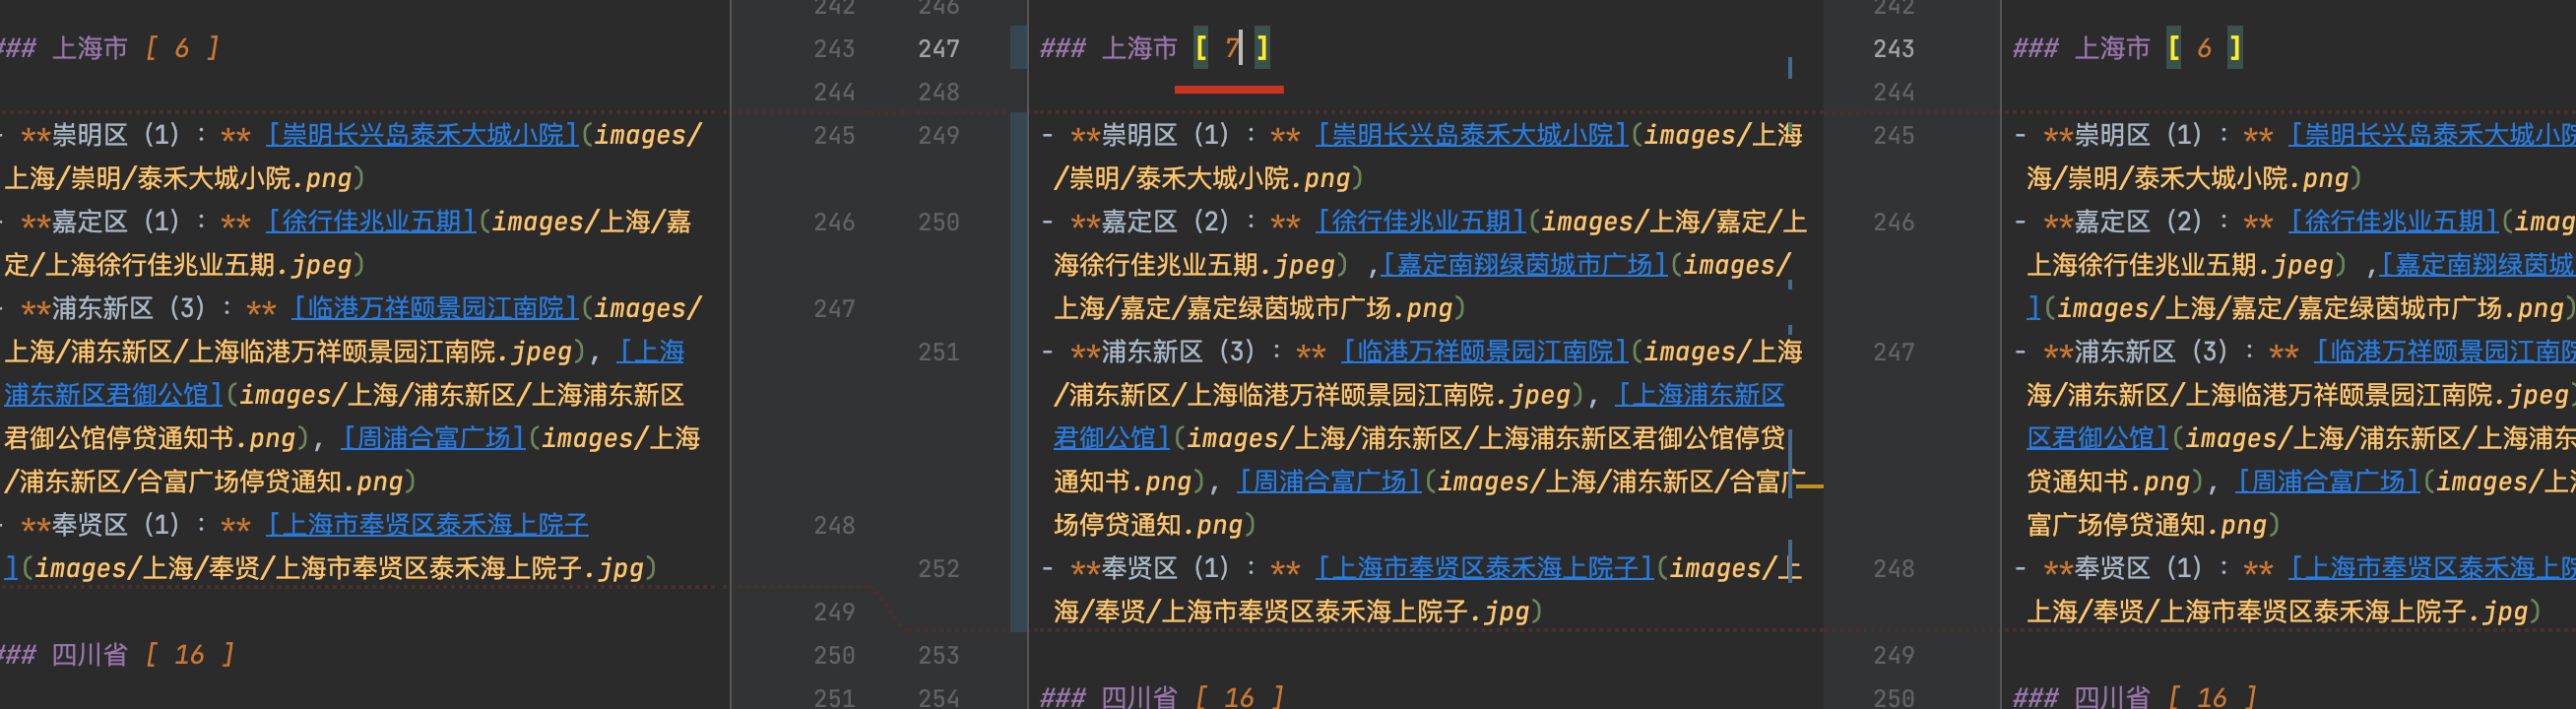 ### 上海市 [ 6 ]
- **崇明区（1）：** [崇明长兴岛泰禾大城小院](images/
上海/崇明/泰禾大城小院.png)
- **嘉定区（1）：** [徐行佳兆业五期](images/上海/嘉
定/上海徐行佳兆业五期.jpeg)
- **浦东新区（3）：** [临港万祥颐景园江南院](images/
上海/浦东新区/上海临港万祥颐景园江南院.jpeg), [上海
浦东新区君御公馆](images/上海/浦东新区/上海浦东新区
君御公馆停贷通知书.png), [周浦合富广场](images/上海
/浦东新区/合富广场停贷通知.png)
- **奉贤区（1）：** [上海市奉贤区泰禾海上院子
](images/上海/奉贤/上海市奉贤区泰禾海上院子.jpg)
### 四川省 [ 16 ]
242 246
243 247
244 248
245 249
246 250
247
251
248
252
249
250 253
251 254
### 上海市 [ 7 ]
- **崇明区（1）：** [崇明长兴岛泰禾大城小院](images/上海
/崇明/泰禾大城小院.png)
- **嘉定区（2）：** [徐行佳兆业五期](images/上海/嘉定/上
海徐行佳兆业五期.jpeg) ,[嘉定南翔绿茵城市广场](images/
上海/嘉定/嘉定绿茵城市广场.png)
- **浦东新区（3）：** [临港万祥颐景园江南院](images/上海
/浦东新区/上海临港万祥颐景园江南院.jpeg), [上海浦东新区
君御公馆](images/上海/浦东新区/上海浦东新区君御公馆停贷
通知书.png), [周浦合富广场](images/上海/浦东新区/合富广
场停贷通知.png)
- **奉贤区（1）：** [上海市奉贤区泰禾海上院子](images/上
海/奉贤/上海市奉贤区泰禾海上院子.jpg)
### 四川省 [ 16 ]
242
243
244
245
246
247
248
249
250
### 上海市 [ 6 ]
- **崇明区（1）：** [崇明长兴岛泰禾大城小院
海/崇明/泰禾大城小院.png)
- **嘉定区（2）：** [徐行佳兆业五期](imag
上海徐行佳兆业五期.jpeg) ,[嘉定南翔绿茵城
](images/上海/嘉定/嘉定绿茵城市广场.png)
- **浦东新区（3）：** [临港万祥颐景园江南院
海/浦东新区/上海临港万祥颐景园江南院.jpeg)
区君御公馆](images/上海/浦东新区/上海浦东
贷通知书.png), [周浦合富广场](images/上海
富广场停贷通知.png)
- **奉贤区（1）：** [上海市奉贤区泰禾海上院
上海/奉贤/上海市奉贤区泰禾海上院子.jpg)
### 四川省 [ 16 ]